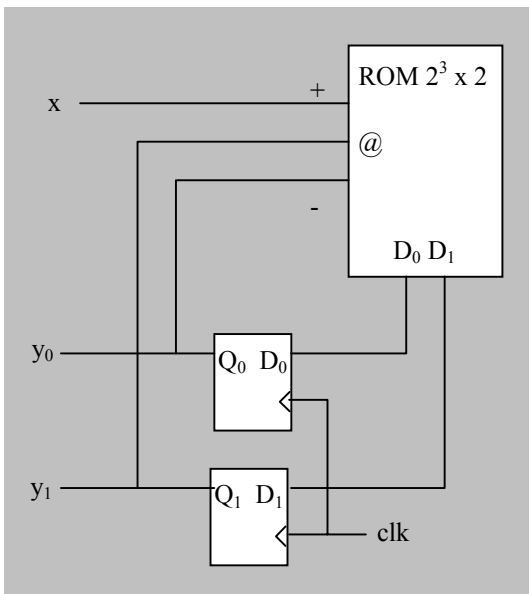 ROM 2³ x 2
+
x
@
-
D₀ D₁
y₀
Q₀ D₀
y₁
Q₁ D₁
clk